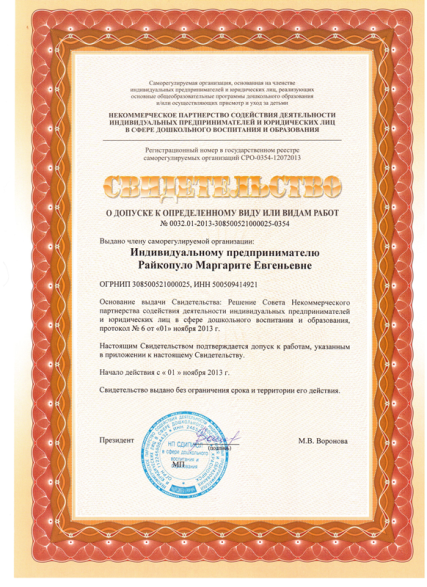 Саморегулируемая организация, основанная на членстве
индивидуальных предпринимателей и юридических лиц, реализующих
основные общеобразовательные программы дошкольного образования
и/или осуществляющих присмотр и уход за детьми
НЕКОММЕРЧЕСКОЕ ПАРТНЕРСТВО СОДЕЙСТВИЯ ДЕЯТЕЛЬНОСТИ
ИНДИВИДУАЛЬНЫХ ПРЕДПРИНИМАТЕЛЕЙ И ЮРИДИЧЕСКИХ ЛИЦ
В СФЕРЕ ДОШКОЛЬНОГО ВОСПИТАНИЯ И ОБРАЗОВАНИЯ
Регистрационный номер в государственном реестре
саморегулируемых организаций СРО-0354-12072013
СВИДЕТЕЛЬСТВО
О ДОПУСКЕ К ОПРЕДЕЛЕННОМУ ВИДУ ИЛИ ВИДАМ РАБОТ
№ 0032.01-2013-308500521000025-0354
Выдано члену саморегулируемой организации:
Индивидуальному предпринимателю
Райкопуло Маргарите Евгеньевне
ОГРНИП 308500521000025, ИНН 500509414921
Основание выдачи Свидетельства: Решение Совета Некоммерческого
партнерства содействия деятельности индивидуальных предпринимателей
и юридических лиц в сфере дошкольного воспитания и образования,
протокол № 6 от «01» ноября 2013 г.
Настоящим Свидетельством подтверждается допуск к работам, указанным
в приложении к настоящему Свидетельству.
Начало действия с « 01 » ноября 2013 г.
Свидетельство выдано без ограничения срока и территории его действия.
Президент
(подпись)
М.В. Воронова
в сфере дошкольного
воспитания и
МП